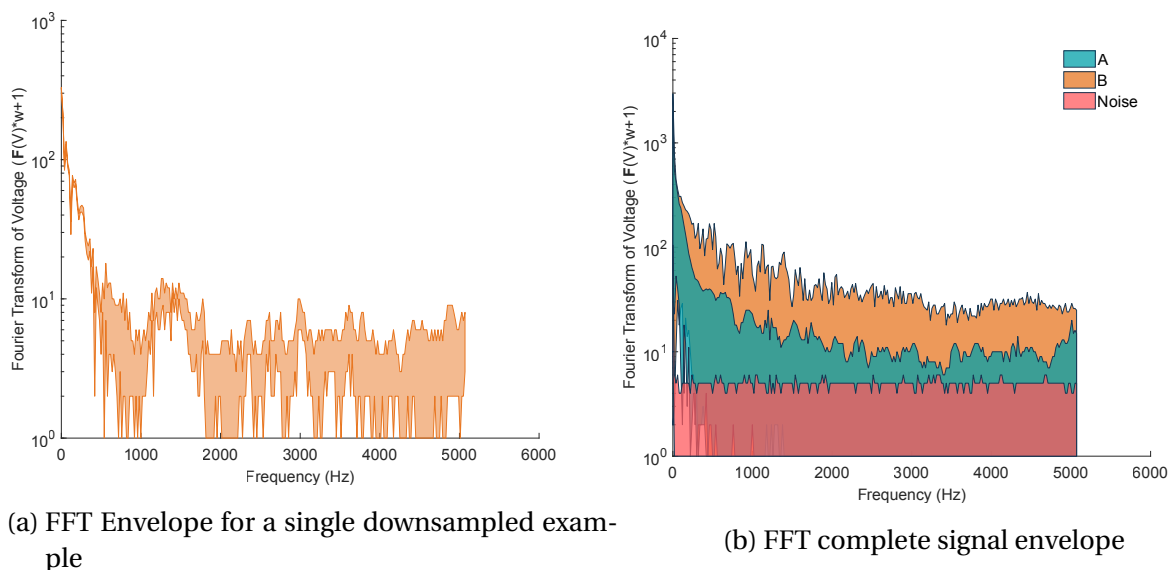 10^3
10^2
10^1
10^0
Fourier Transform of Voltage ( F(V)*w+1)
0 1000 2000 3000 4000 5000 6000
Frequency (Hz)
(a) FFT Envelope for a single downsampled exam-
ple
10^4
10^3
10^2
10^1
10^0
Fourier Transform of Voltage ( F(V)*w+1)
A
B
Noise
0 1000 2000 3000 4000 5000 6000
Frequency (Hz)
(b) FFT complete signal envelope